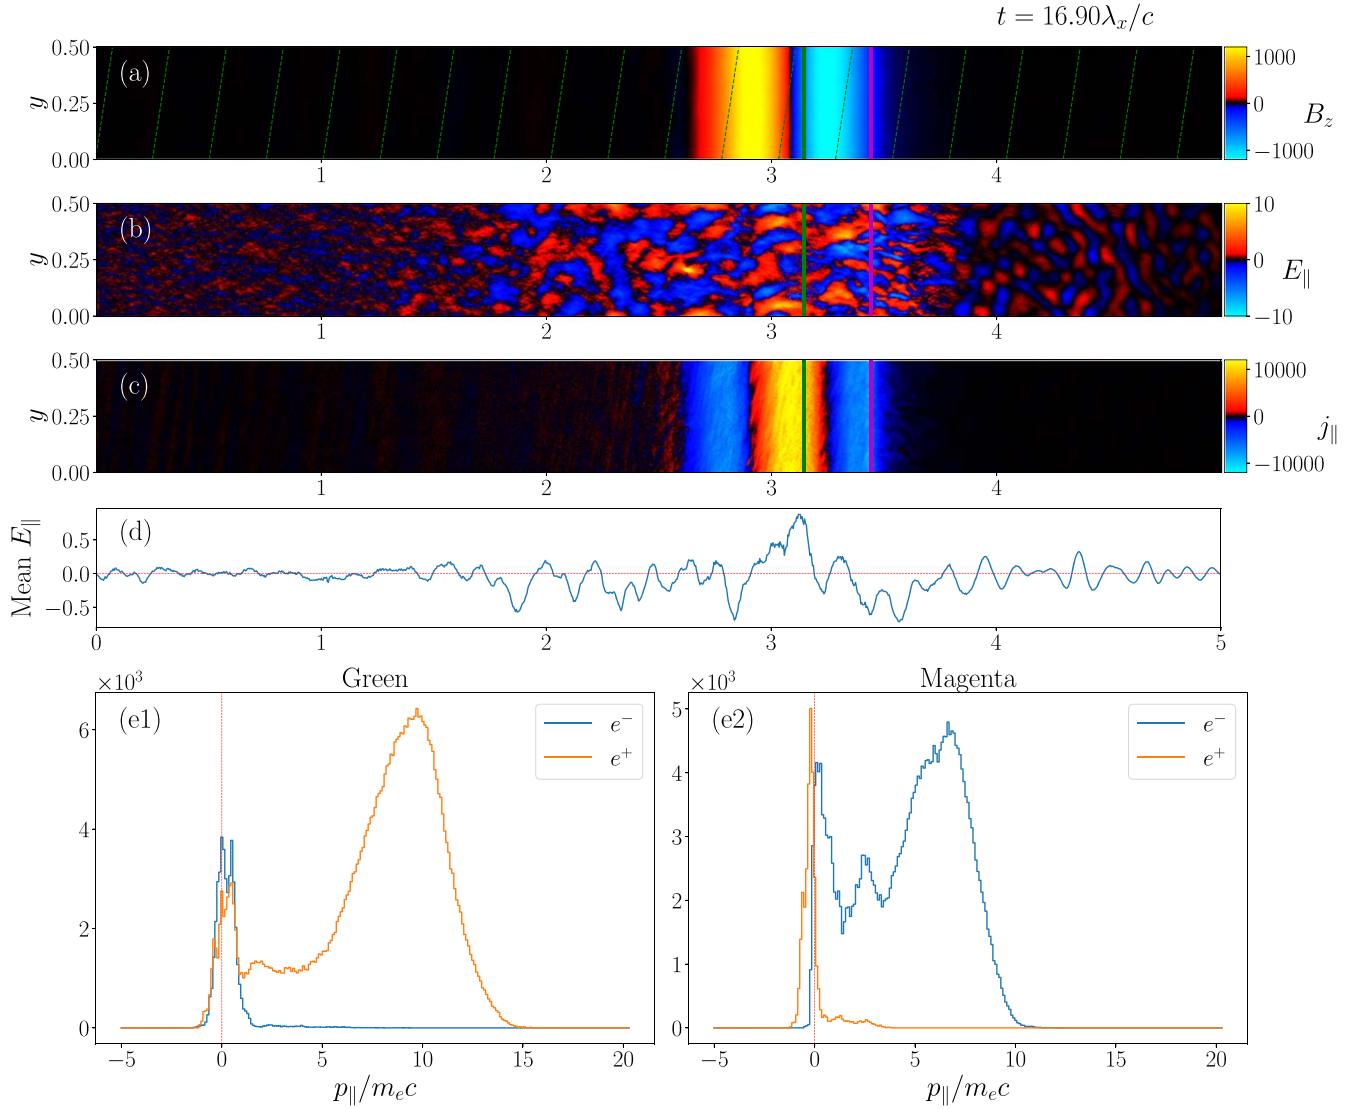 t = 16.90λ_x/c
(a)
y
0.50
0.25
0.00
1 2 3 4
1000
0
−1000
B_z
(b)
y
0.50
0.25
0.00
1 2 3 4
10
0
−10
E_∥
(c)
y
0.50
0.25
0.00
1 2 3 4
10000
0
−10000
j_∥
(d)
Mean E_∥
0.5
0.0
−0.5
0 1 2 3 4 5
Green
×10³
(e1)
e⁻
e⁺
6
4
2
0
−5 0 5 10 15 20
p_∥/m_e c
Magenta
×10³
(e2)
e⁻
e⁺
5
4
3
2
1
0
−5 0 5 10 15 20
p_∥/m_e c